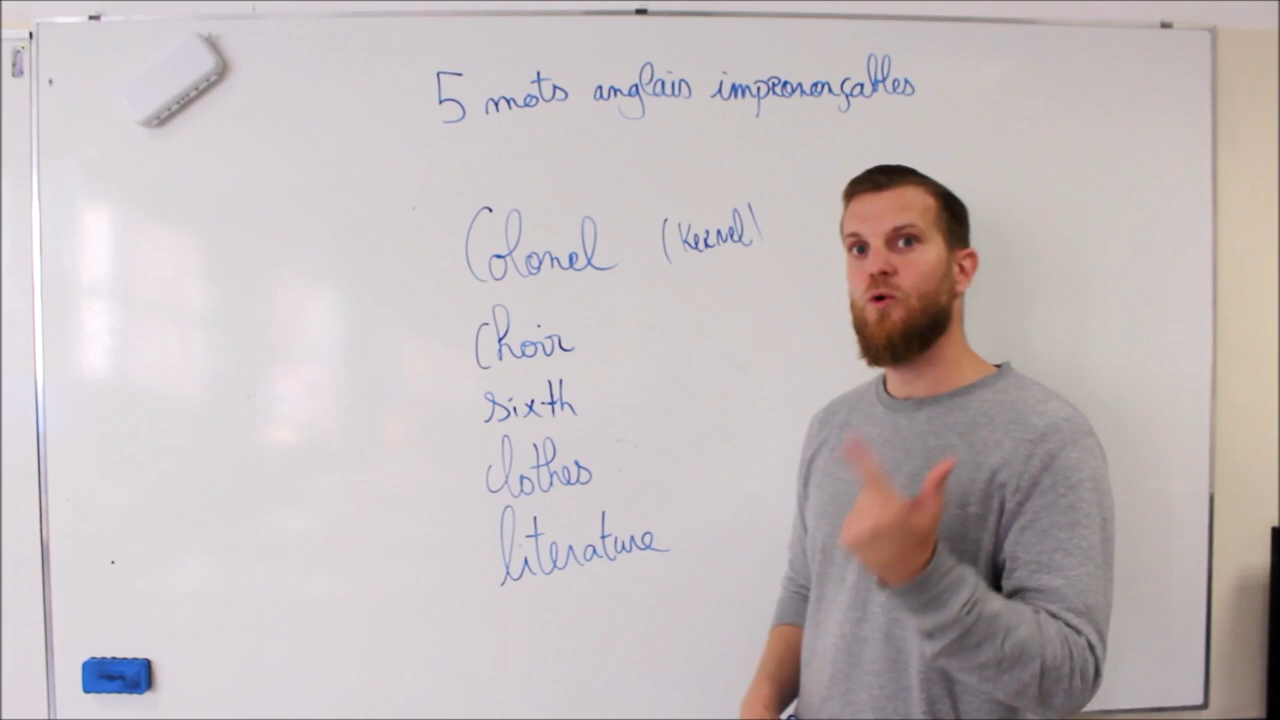 5 mots anglais imprononçables
Colonel (Kernel)
Choir
sixth
clothes
literature